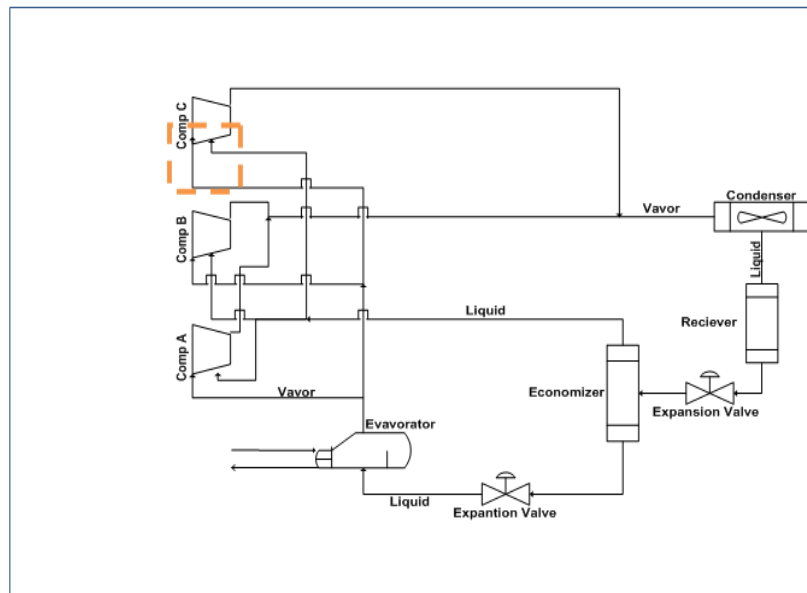 Comp C
Condenser
Vavor
Comp B
Liquid
Liquid
Reciever
Comp A
Economizer
Expansion Valve
Vavor
Evavorator
Liquid
Expantion Valve